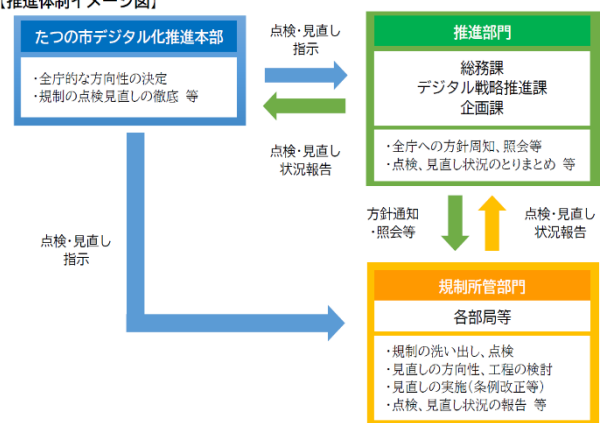 【推進体制イメージ図】
たつの市デジタル化推進本部
・全庁的な方向性の決定
・規制の点検見直しの徹底 等
点検・見直し
指示
点検・見直し
状況報告
推進部門
総務課
デジタル戦略推進課
企画課
・全庁への方針周知、照会等
・点検、見直し状況のとりまとめ 等
方針通知
・照会等
点検・見直し
状況報告
点検・見直し
指示
規制所管部門
各部局等
・規制の洗い出し、点検
・見直しの方向性、工程の検討
・見直しの実施(条例改正等)
・点検、見直し状況の報告 等